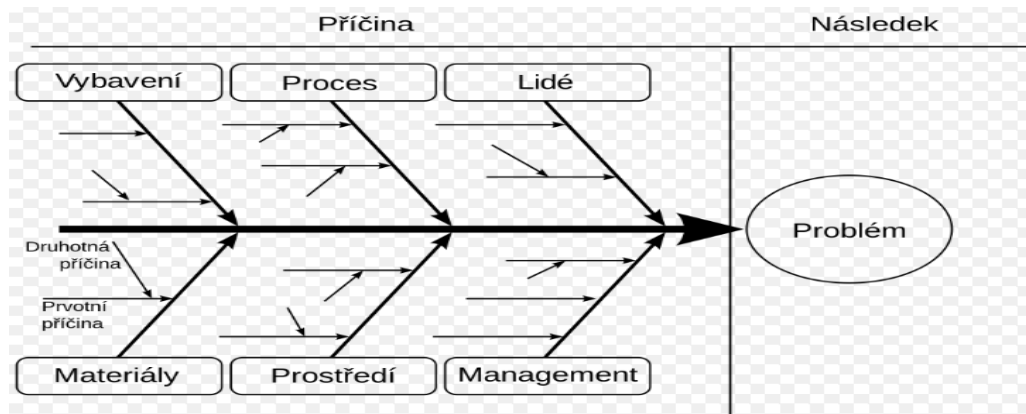 Příčina
Následek
Vybavení
Proces
Lidé
Problém
Druhotná
příčina
Prvotní
příčina
Materiály
Prostředí
Management